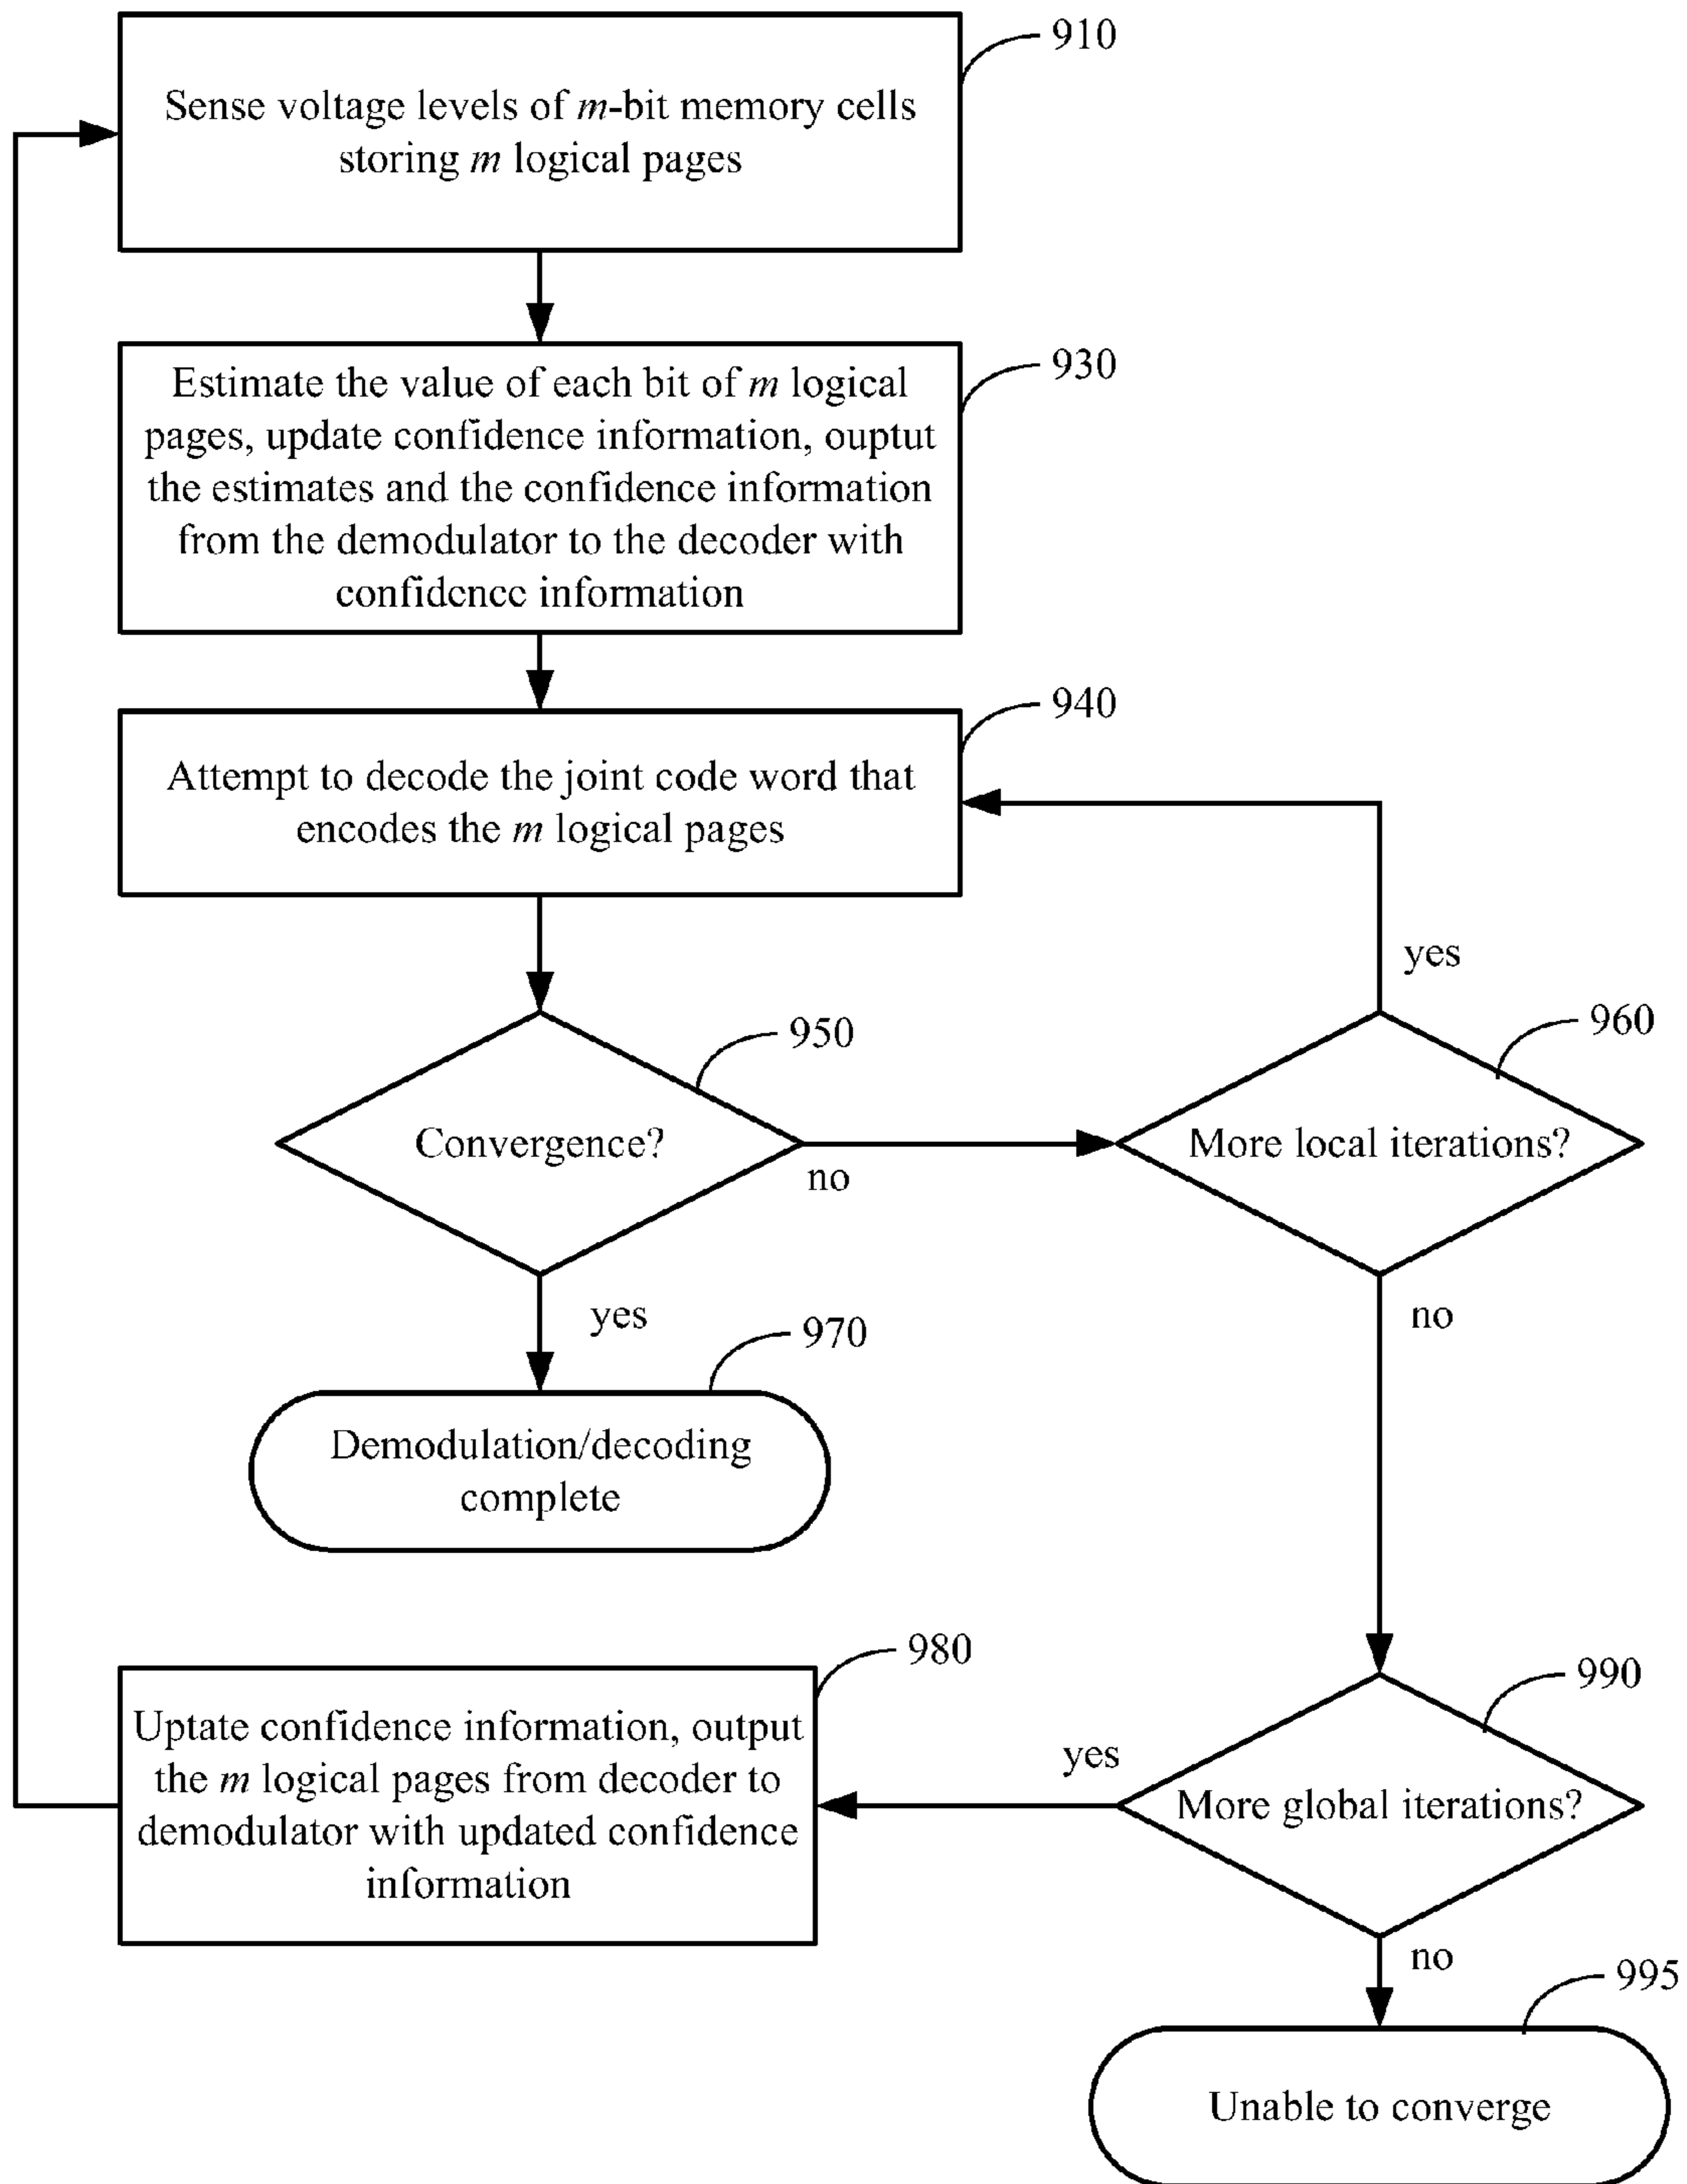 910
Sense voltage levels of m-bit memory cells
storing m logical pages
930
Estimate the value of each bit of m logical
pages, update confidence information, ouptut
the estimates and the confidence information
from the demodulator to the decoder with
confidence information
940
Attempt to decode the joint code word that
encodes the m logical pages
yes
950
960
Convergence?
no
More local iterations?
yes
no
970
Demodulation/decoding
complete
980
990
Uptate confidence information, output
the m logical pages from decoder to
demodulator with updated confidence
information
yes
More global iterations?
no
995
Unable to converge